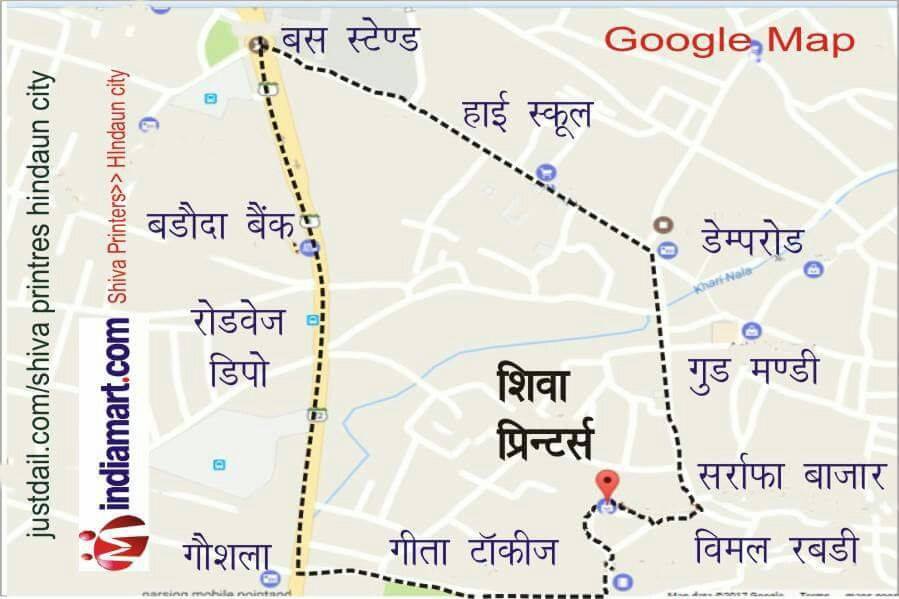 बस स्टेण्ड
Google Map
हाई स्कूल
बडौदा बैंक
डेम्परोड
Khari Nala
रोडवेज
डिपो
गुड मण्डी
शिवा
प्रिन्टर्स
सर्राफा बाजार
गौशला
गीता टॉकीज
विमल रबडी
justdail.com/shiva printres hindaun city
Shiva Printers>> HIndaun city
indiamart.com